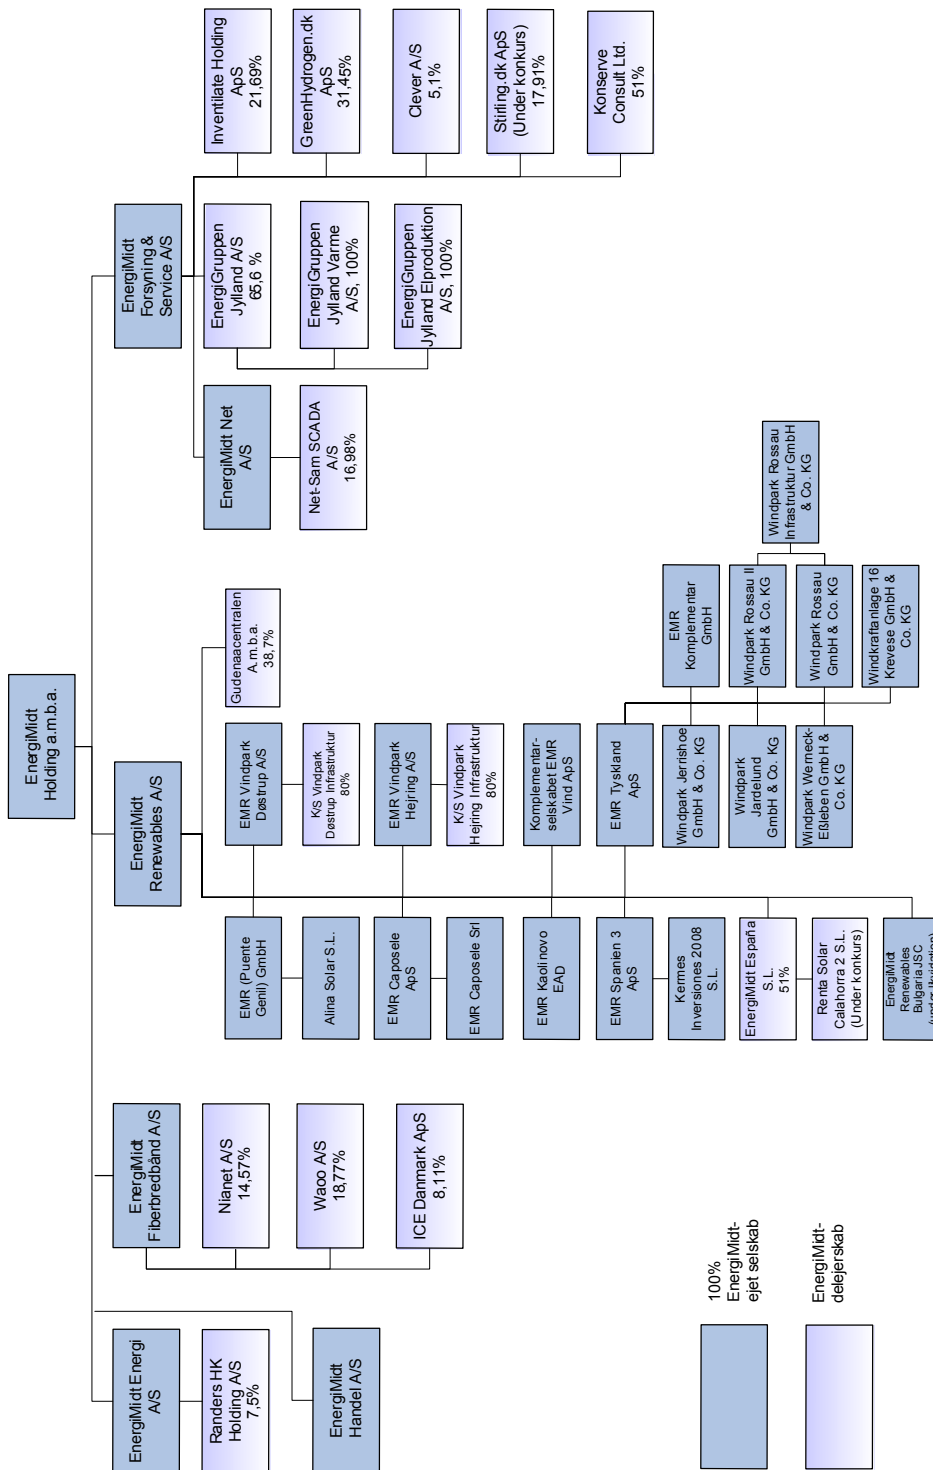 EnergiMidt
Holding a.m.b.a.
EnergiMidt Energi
A/S
Randers HK
Holding A/S
7,5%
EnergiMidt
Handel A/S
EnergiMidt
Fiberbredbånd A/S
Nianet A/S
14,57%
Waoo A/S
18,77%
ICE Danmark ApS
8,11%
EnergiMidt
Renewables A/S
EMR (Puente
Genil) GmbH
Alina Solar S.L.
EMR Caposele
ApS
EMR Caposele Srl
EMR Kaolinovo
EAD
EMR Spanien 3
ApS
Kermes
Inversiones 2008
S.L.
EnergiMidt España
S.L.
51%
Renta Solar
Calahorra 2 S.L.
(Under konkurs)
EnergiMidt
Renewables
Bulgaria JSC
(under likvidation)
EMR Vindpark
Døstrup A/S
K/S Vindpark
Døstrup Infrastruktur
80%
EMR Vindpark
Hejring A/S
K/S Vindpark
Hejring Infrastruktur
80%
Komplementar-
selskabet EMR
Vind ApS
EMR Tyskland
ApS
Windpark Jerrishoe
GmbH & Co. KG
Windpark
Jardelund
GmbH & Co. KG
Windpark Werneck-
Eßleben GmbH &
Co. KG
EMR
Komplementar
GmbH
Windpark Rossau II
GmbH & Co. KG
Windpark Rossau
GmbH & Co. KG
Windkraftanlage 16
Krevese GmbH &
Co. KG
Windpark Rossau
Infrastruktur GmbH
& Co. KG
Gudenaacentralen
A.m.b.a.
38,7%
EnergiMidt
Forsyning &
Service A/S
EnergiMidt Net
A/S
Net-Sam SCADA
A/S
16,98%
EnergiGruppen
Jylland A/S
65,6 %
EnergiGruppen
Jylland Varme
A/S, 100%
EnergiGruppen
Jylland Elproduktion
A/S, 100%
Inventilate Holding
ApS
21,69%
GreenHydrogen.dk
ApS
31,45%
Clever A/S
5,1%
Stirling.dk ApS
(Under konkurs)
17,91%
Konserve
Consult Ltd.
51%
100%
EnergiMidt-
ejet selskab
EnergiMidt-
delejerskab